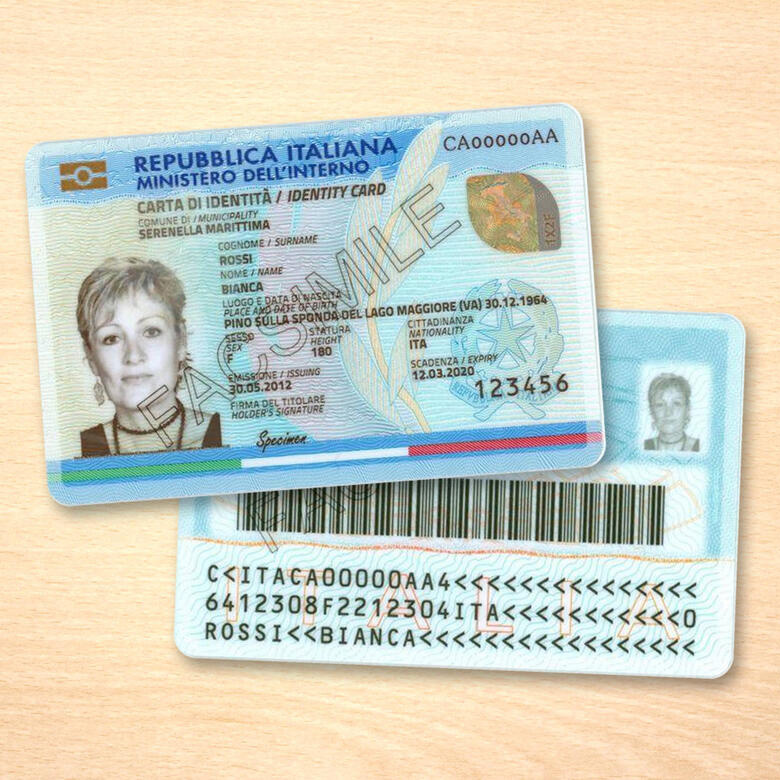 REPUBBLICA ITALIANA
MINISTERO DELL'INTERNO
CA00000AA
CARTA DI IDENTITÀ / IDENTITY CARD
COMUNE DI / MUNICIPALITY
SERENELLA MARITTIMA
COGNOME / SURNAME
ROSSI
NOME / NAME
BIANCA
LUOGO E DATA DI NASCITA
PLACE AND DATE OF BIRTH
PINO SULLA SPONDA DEL LAGO MAGGIORE (VA) 30.12.1964
SESSO
SEX
F
STATURA
HEIGHT
180
CITTADINANZA
NATIONALITY
ITA
EMISSIONE / ISSUING
30.05.2012
SCADENZA / EXPIRY
12.03.2020
123456
FIRMA DEL TITOLARE
HOLDER'S SIGNATURE
Specimen
FAC SIMILE
1X2F
C<ITACA00000AA4<<<<<<<<<<<<<<<
6412308F2212304ITA<<<<<<<<<<<0
ROSSI<<BIANCA<<<<<<<<<<<<<<<<<
ITALIA